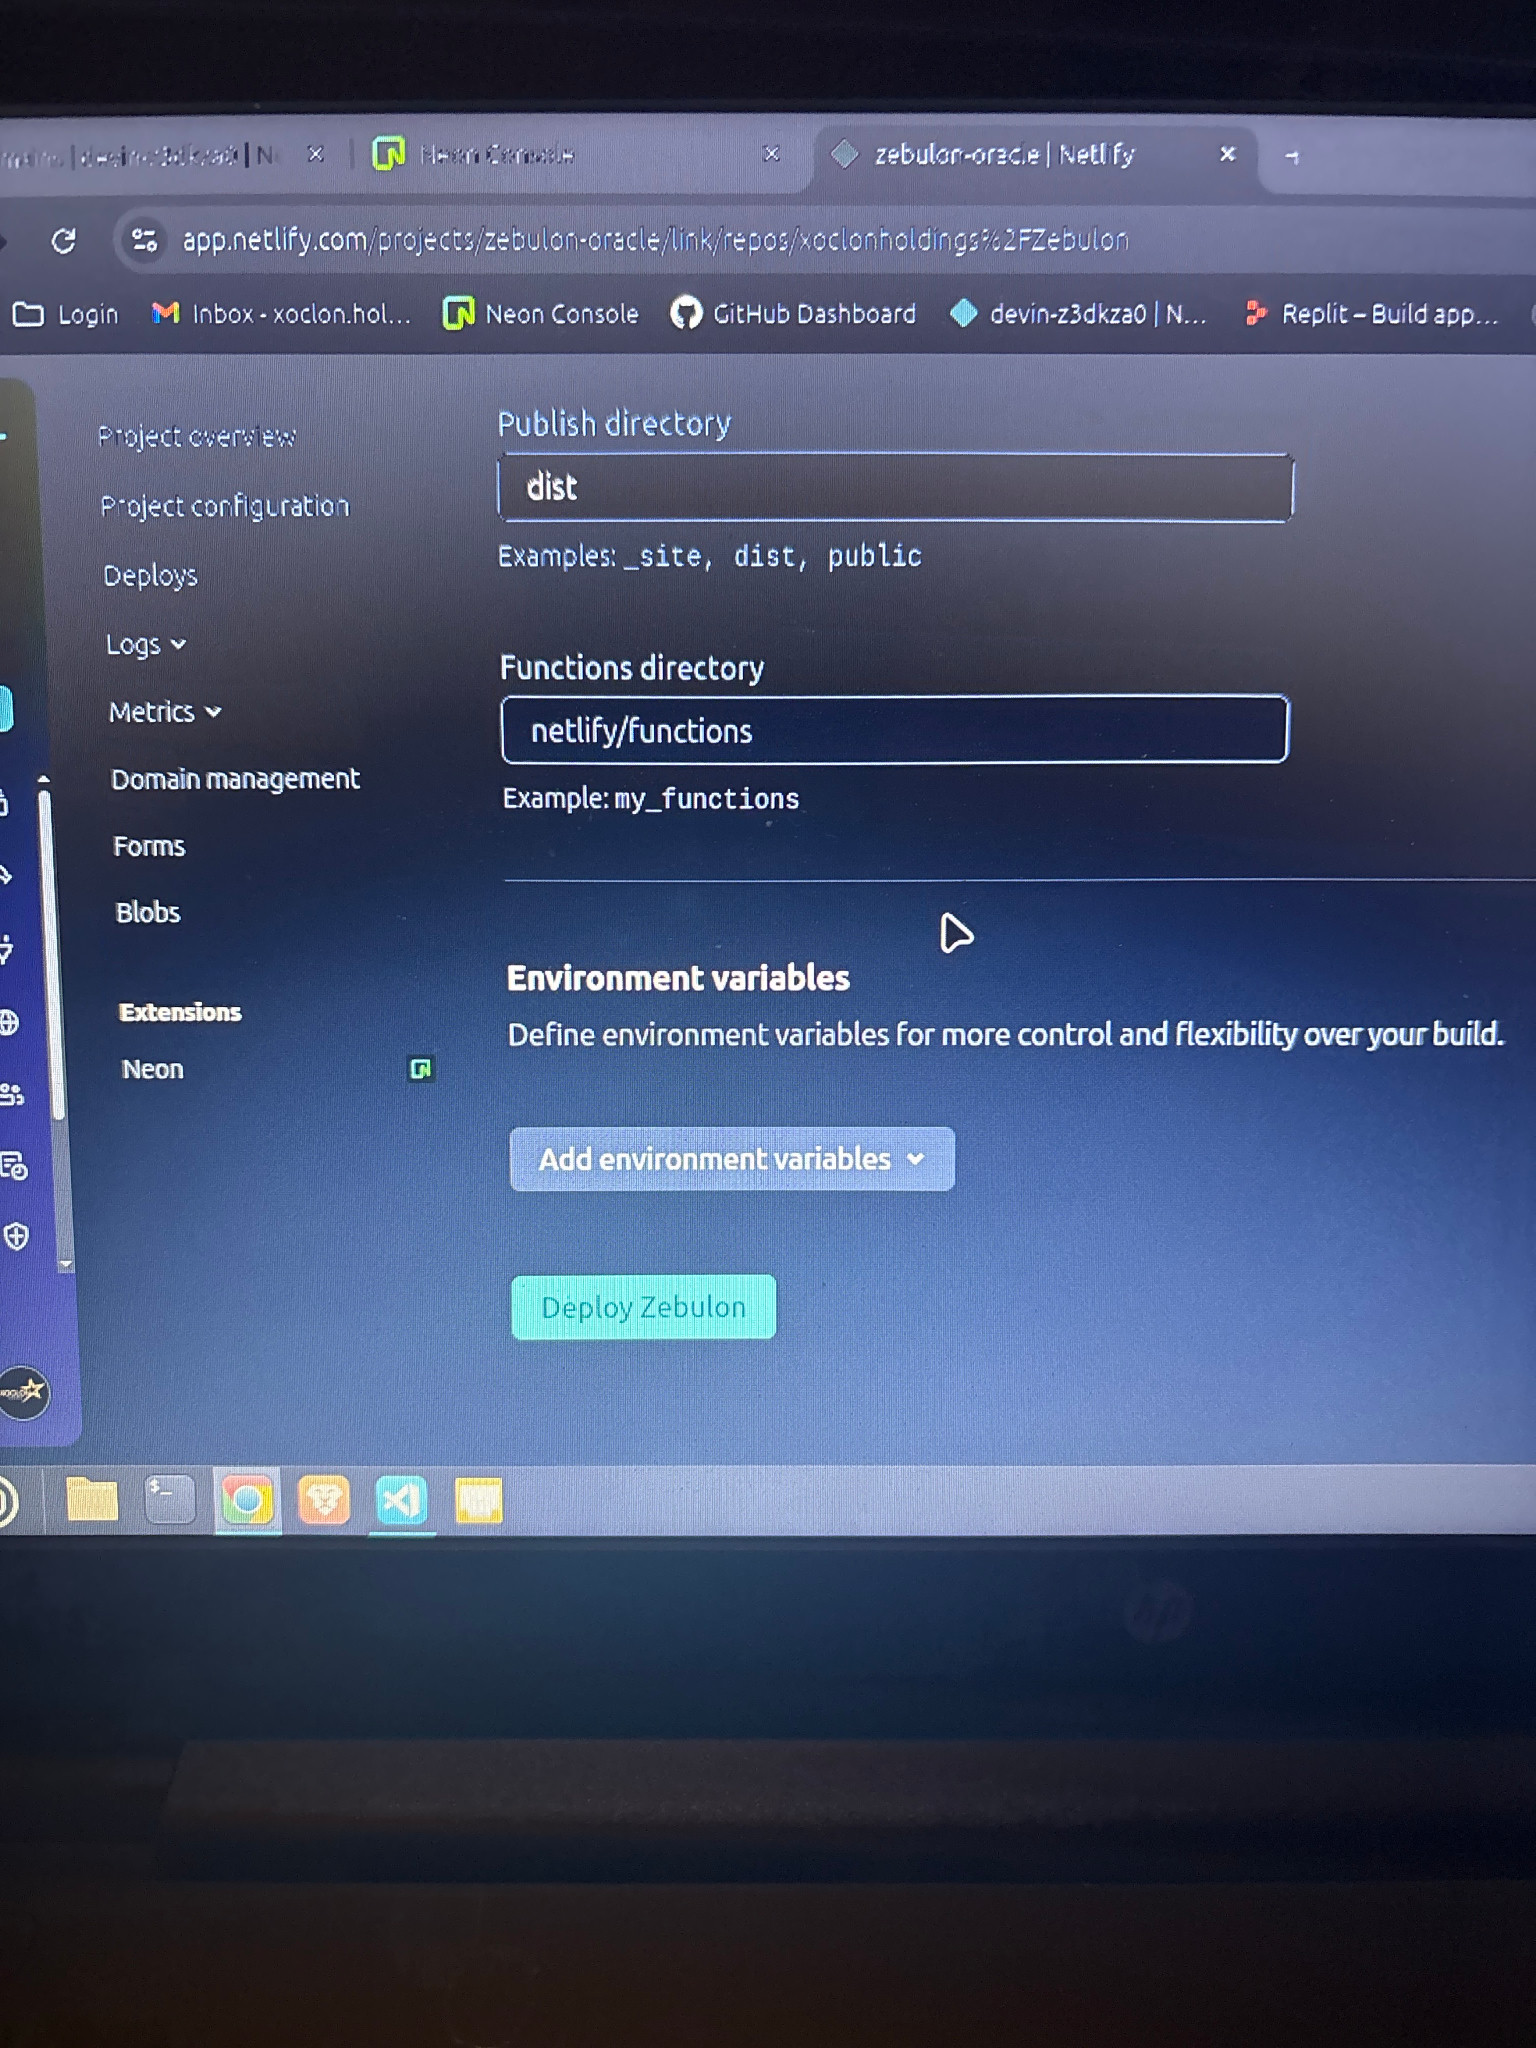 zebulon-oracle | Netlify
Neon Console
app.netlify.com/projects/zebulon-oracle/link/repos/xoclonholdings%2FZebulon
Login
Inbox - xoclon.hol...
Neon Console
GitHub Dashboard
devin-z3dkza0 | N...
Replit – Build app...
Project overview
Project configuration
Deploys
Logs
Metrics
Domain management
Forms
Blobs
Extensions
Neon
Publish directory
dist
Examples: _site, dist, public
Functions directory
netlify/functions
Example: my_functions
Environment variables
Define environment variables for more control and flexibility over your build.
Add environment variables
Deploy Zebulon